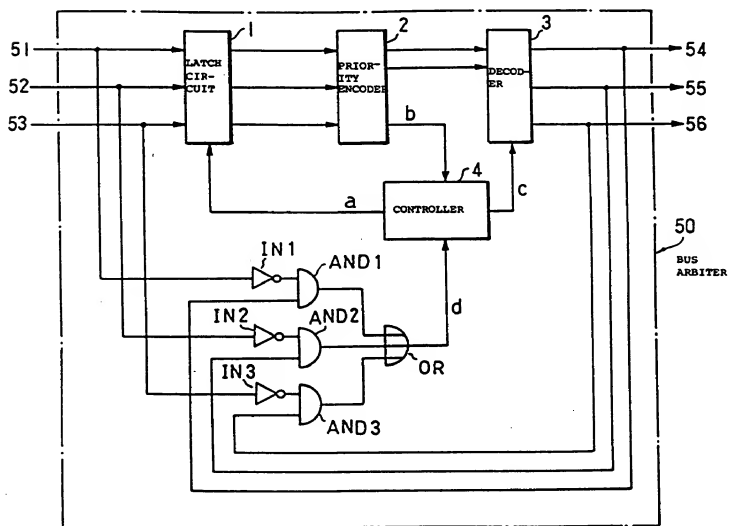 1
2
3
51
52
53
LATCH
CIR-
CUIT
PRIOR-
ITY
ENCODER
DECOD-
ER
54
55
56
b
4
a
CONTROLLER
c
50
BUS
ARBITER
IN1
AND1
d
IN2
AND2
OR
IN3
AND3